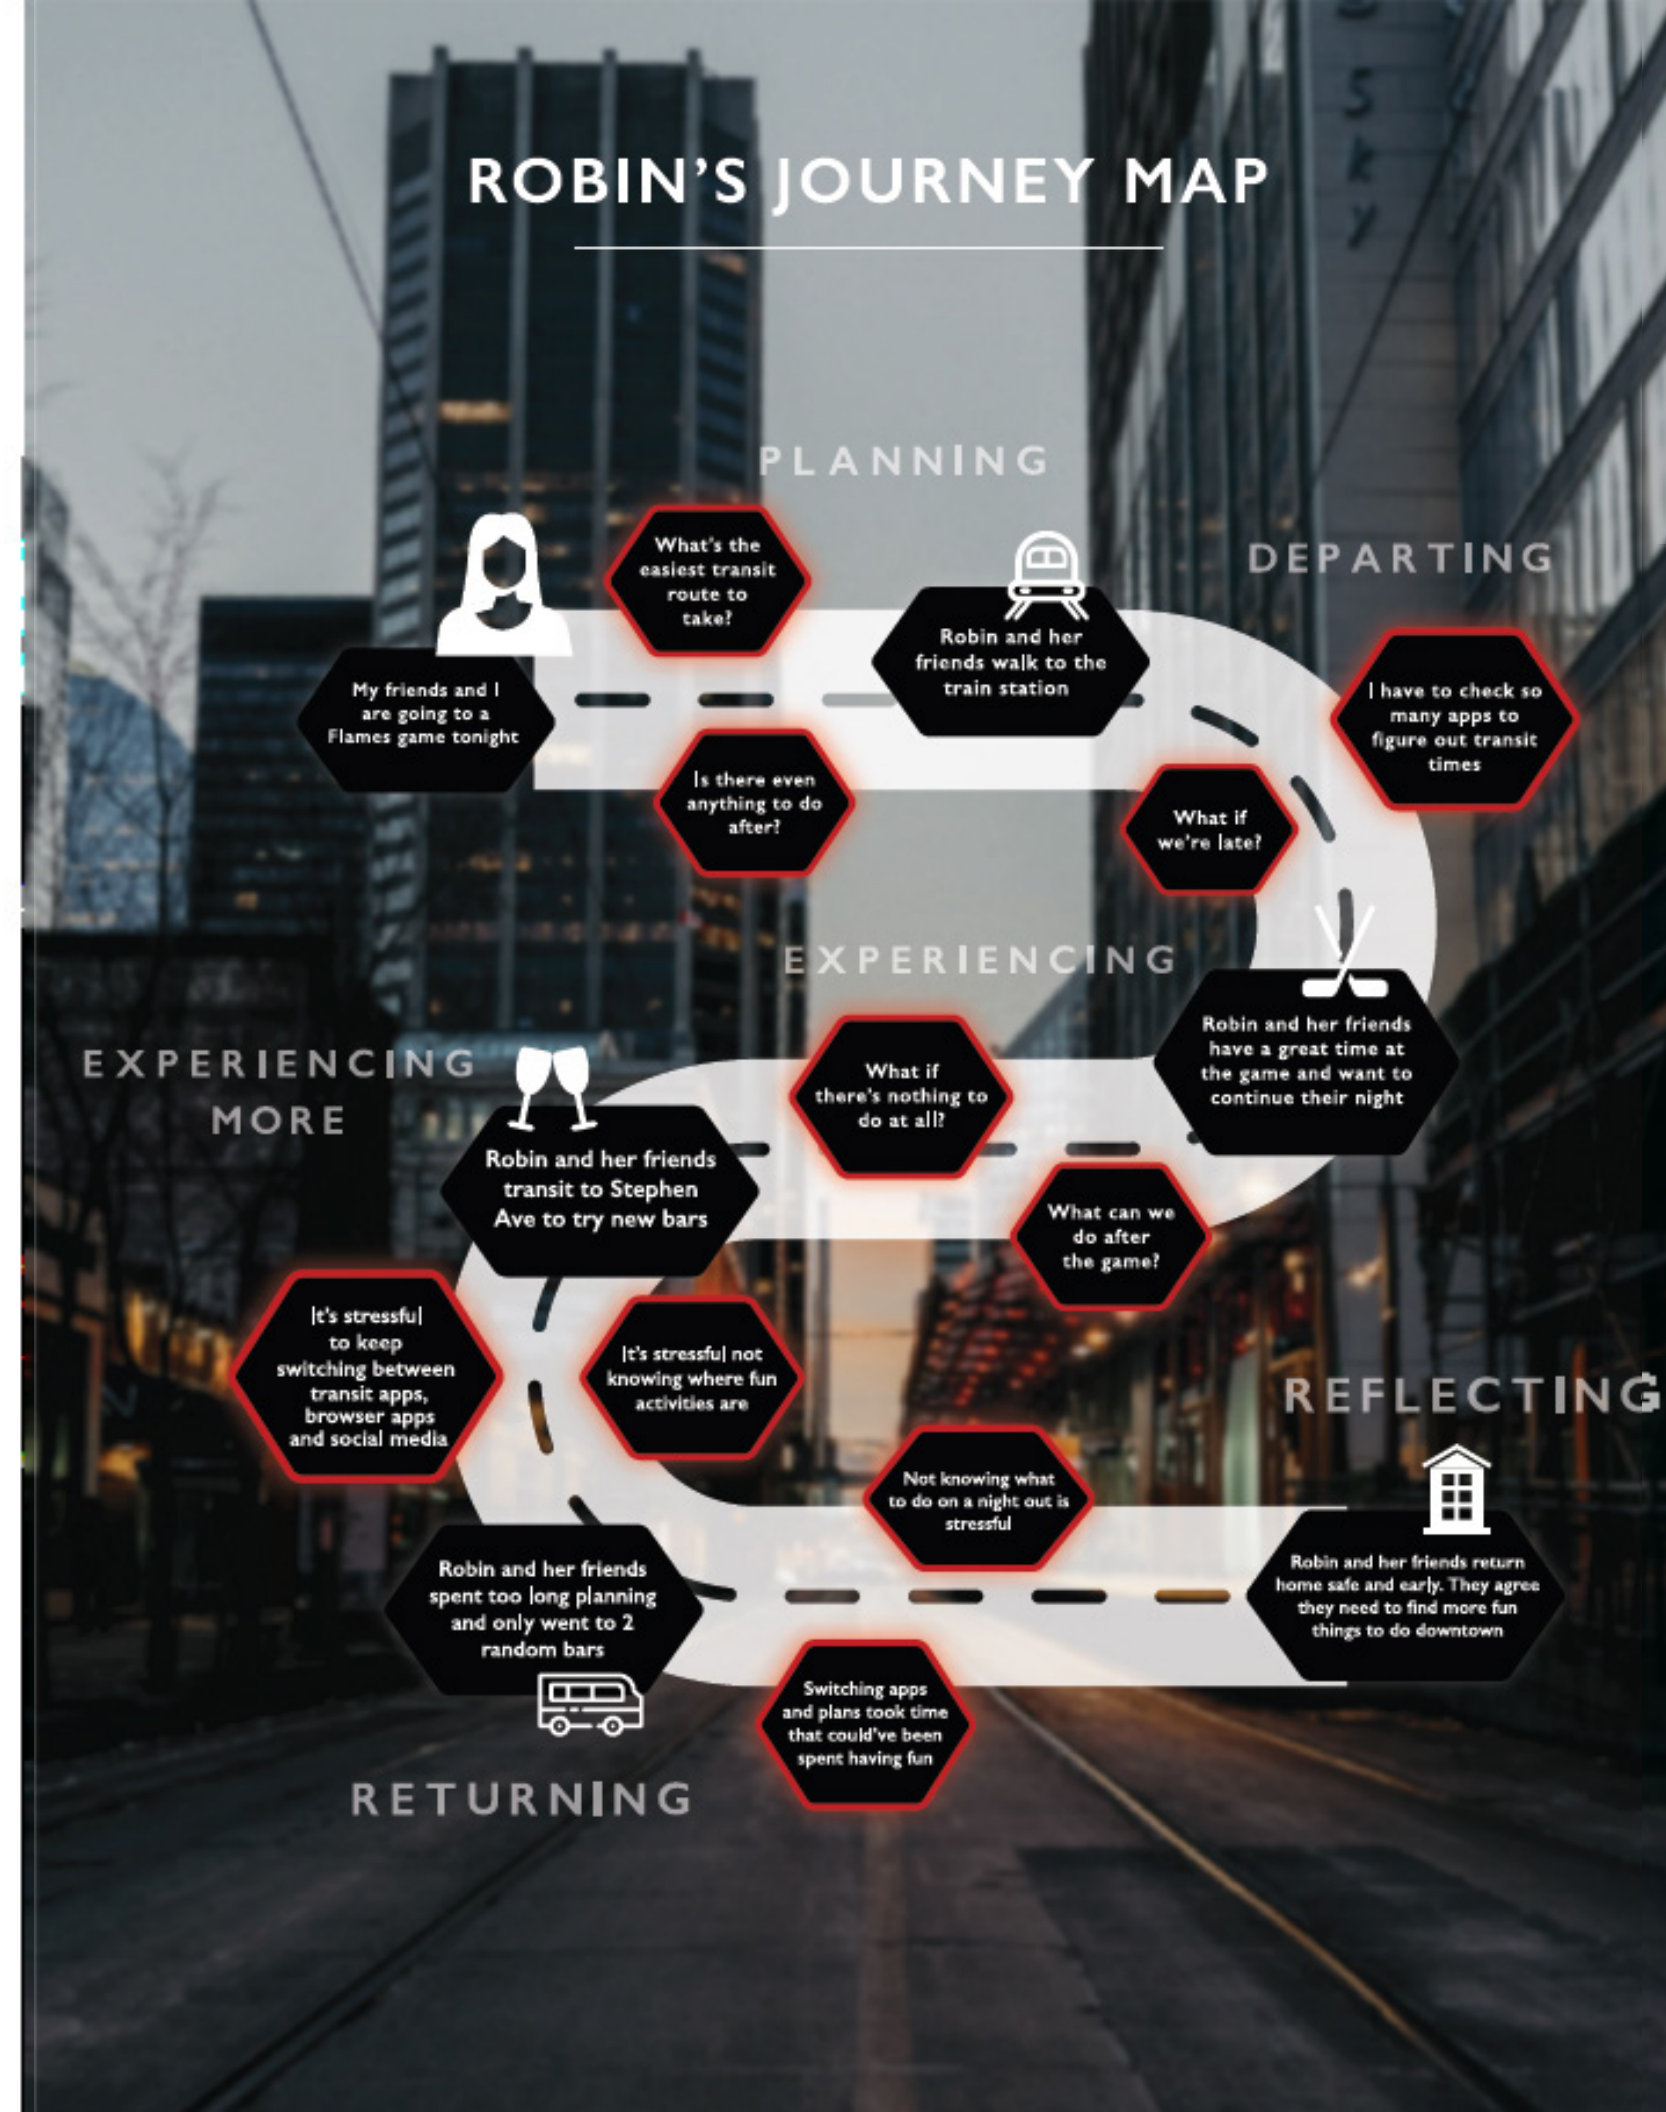 ROBIN'S JOURNEY MAP
PLANNING
What's the
easiest transit
route to
take?
My friends and I
are going to a
Flames game tonight
Is there even
anything to do
after?
Robin and her
friends walk to the
train station
DEPARTING
I have to check so
many apps to
figure out transit
times
What if
we're late?
EXPERIENCING
Robin and her friends
have a great time at
the game and want to
continue their night
What if
there's nothing to
do at all?
What can we
do after
the game?
EXPERIENCING
MORE
Robin and her friends
transit to Stephen
Ave to try new bars
It's stressful
to keep
switching between
transit apps,
browser apps
and social media
It's stressful not
knowing where fun
activities are
RETURNING
Robin and her friends
spent too long planning
and only went to 2
random bars
Not knowing what
to do on a night out is
stressful
Switching apps
and plans took time
that could've been
spent having fun
REFLECTING
Robin and her friends return
home safe and early. They agree
they need to find more fun
things to do downtown